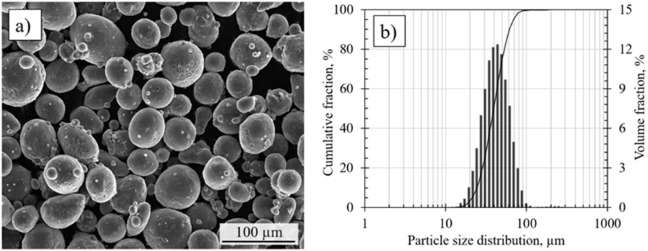 a)
100 µm
b)
Cumulative fraction, %
100
80
60
40
20
0
15
12
9
6
3
0
Volume fraction, %
1 10 100 1000
Particle size distribution, µm